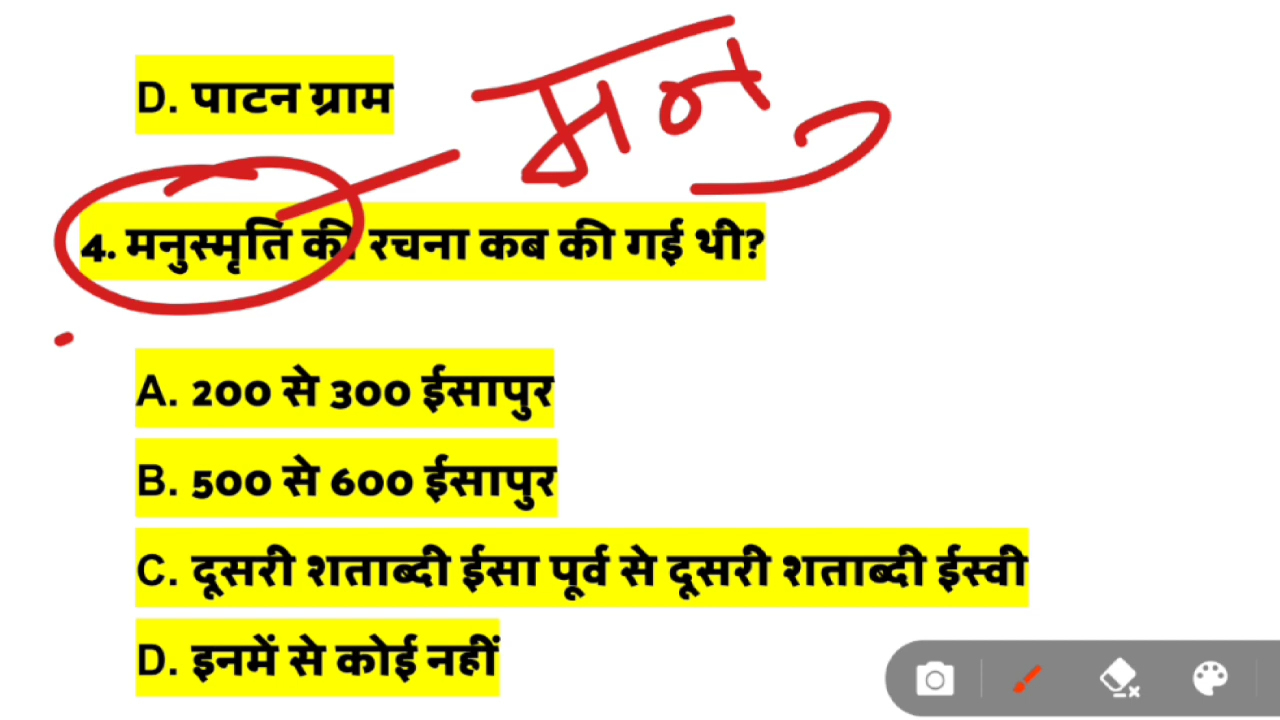 D. पाटन ग्राम
मनु
4. मनुस्मृति की रचना कब की गई थी?
A. 200 से 300 ईसापुर
B. 500 से 600 ईसापुर
C. दूसरी शताब्दी ईसा पूर्व से दूसरी शताब्दी ईस्वी
D. इनमें से कोई नहीं